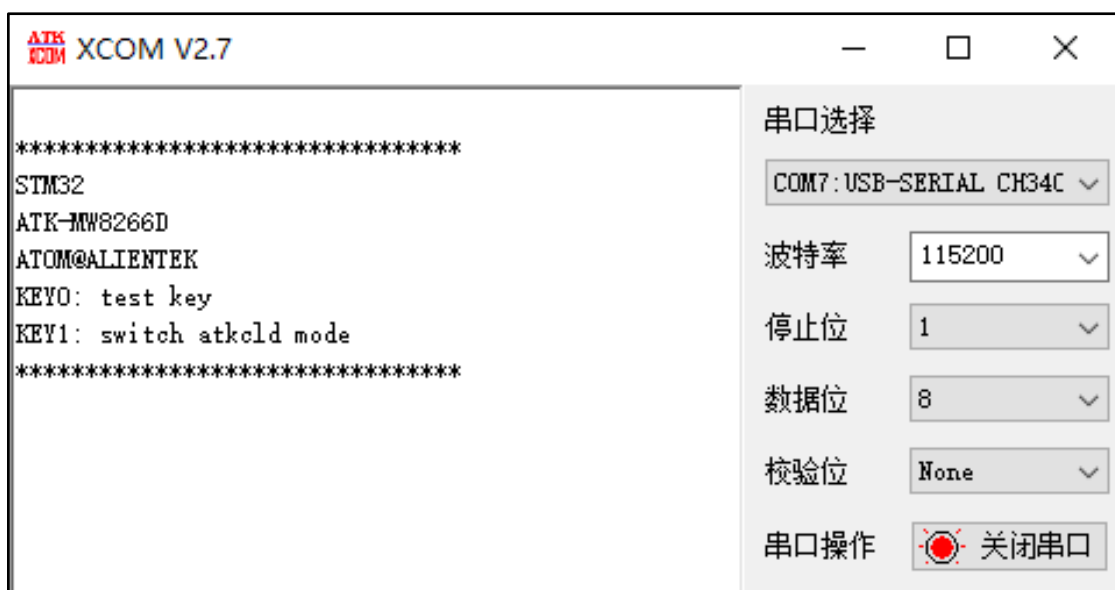 ATK
XCOM
XCOM V2.7
********************************
STM32
ATK-MW8266D
ATOM@ALIENTEK
KEY0: test key
KEY1: switch atkcld mode
********************************
串口选择
COM7:USB-SERIAL CH340
波特率 115200
停止位 1
数据位 8
校验位 None
串口操作 关闭串口